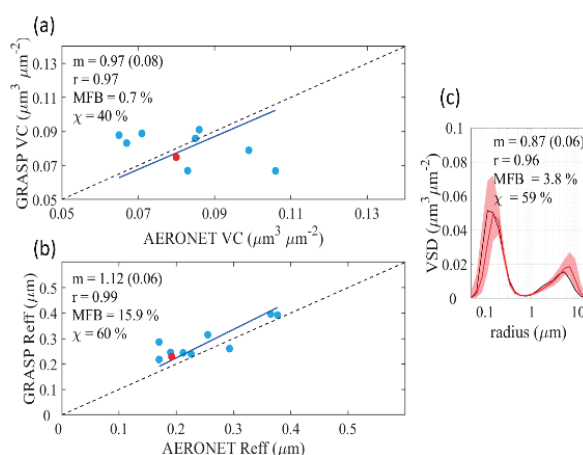 (a)
GRASP VC (μm³ μm⁻²)
0.13
0.11
0.09
0.07
0.05
m = 0.97 (0.08)
r = 0.97
MFB = 0.7 %
χ = 40 %
0.05 0.07 0.09 0.11 0.13
AERONET VC (μm³ μm⁻²)
(b)
GRASP Reff (μm)
0.5
0.4
0.3
0.2
0.1
0
m = 1.12 (0.06)
r = 0.99
MFB = 15.9 %
χ = 60 %
0 0.1 0.2 0.3 0.4 0.5
AERONET Reff (μm)
(c)
VSD (μm³ μm⁻²)
0.1
0.08
0.06
0.04
0.02
0
m = 0.87 (0.06)
r = 0.96
MFB = 3.8 %
χ = 59 %
0.1 1 10
radius (μm)